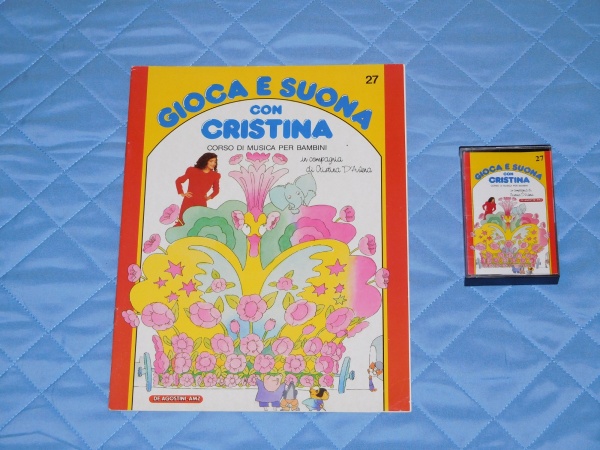 27
GIOCA E SUONA
CON
CRISTINA
CORSO DI MUSICA PER BAMBINI
in compagnia
di Cristina D'Avena
DE AGOSTINI-AMZ
27
GIOCA E SUONA
CON
CRISTINA